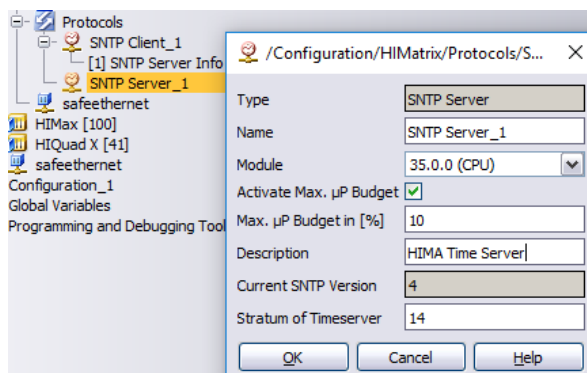 Protocols
SNTP Client_1
[1] SNTP Server Info
SNTP Server_1
safeethernet
HIMax [100]
HIQuad X [41]
safeethernet
Configuration_1
Global Variables
Programming and Debugging Tool
/Configuration/HIMatrix/Protocols/S...
Type
SNTP Server
Name
SNTP Server_1
Module
35.0.0 (CPU)
Activate Max. µP Budget
Max. µP Budget in [%]
10
Description
HIMA Time Server
Current SNTP Version
4
Stratum of Timeserver
14
OK
Cancel
Help